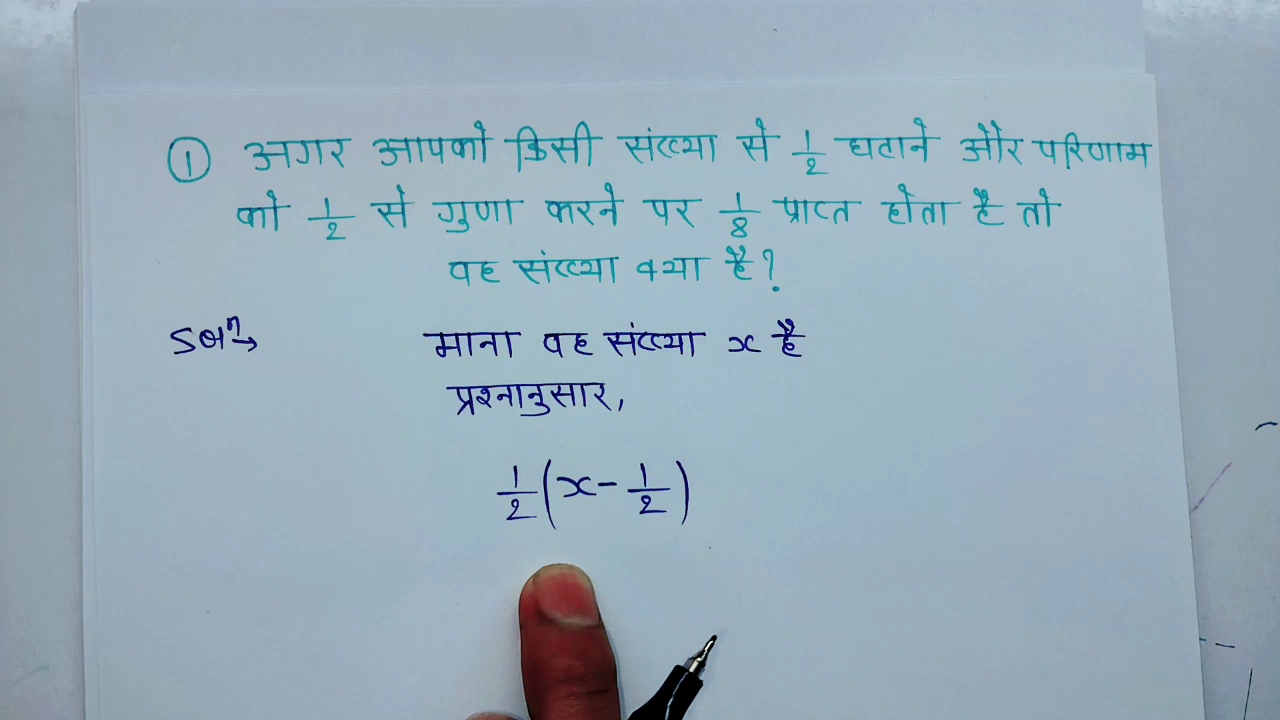 ① अगर आपको किसी संख्या से 1/2 घटाने और परिणाम
को 1/2 से गुणा करने पर 1/8 प्राप्त होता है तो
वह संख्या क्या है?
Solⁿ→ माना वह संख्या x है
प्रश्नानुसार,
1/2(x-1/2)